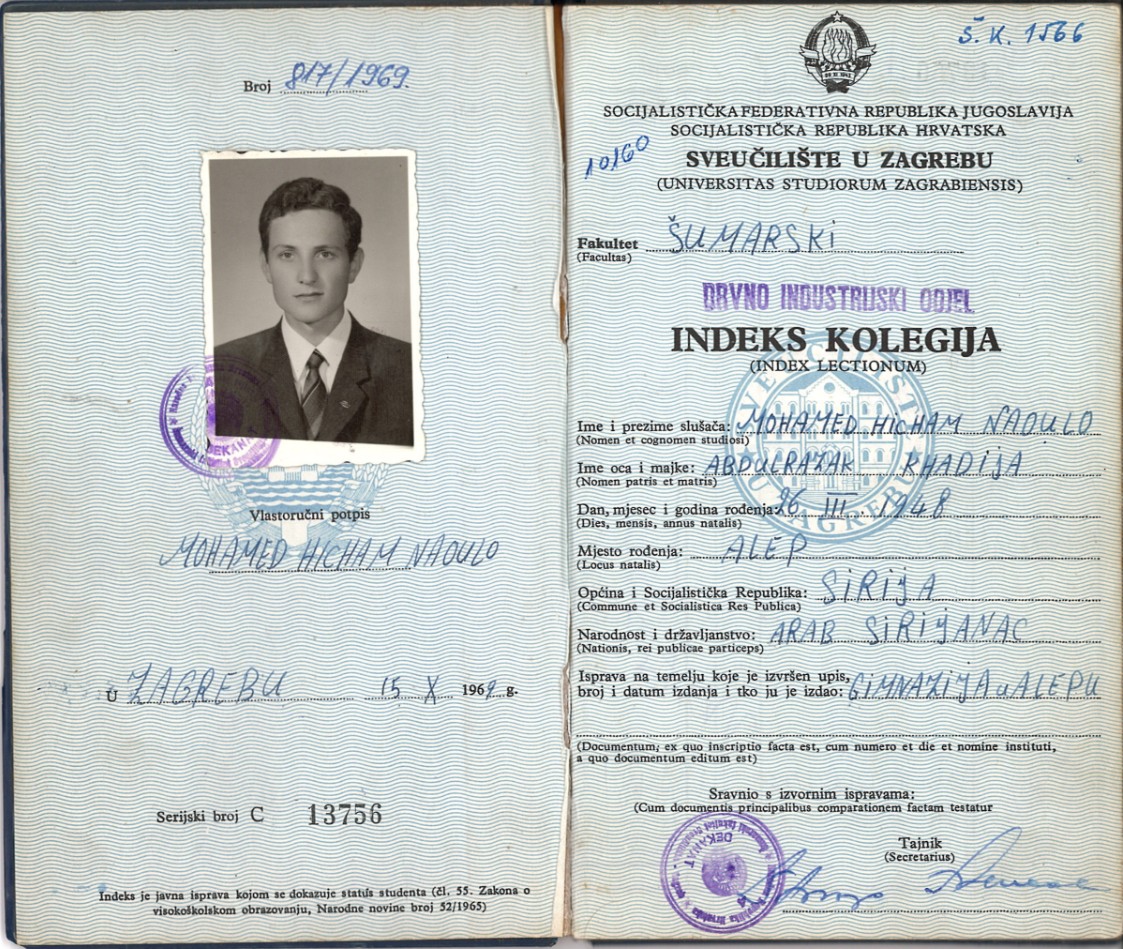 Broj 817/1969.
Vlastoručni potpis
MOHAMED HICHAM NAOULO
U ZAGREBU 15 X 1969 g.
Serijski broj C 13756
Indeks je javna isprava kojom se dokazuje status studenta (čl. 55. Zakona o
visokoškolskom obrazovanju, Narodne novine broj 52/1965)
Š.K. 1566
SOCIJALISTIČKA FEDERATIVNA REPUBLIKA JUGOSLAVIJA
SOCIJALISTIČKA REPUBLIKA HRVATSKA
10160
SVEUČILIŠTE U ZAGREBU
(UNIVERSITAS STUDIORUM ZAGRABIENSIS)
Fakultet ŠUMARSKI
(Facultas)
DRVNO INDUSTRIJSKI ODJEL
INDEKS KOLEGIJA
(INDEX LECTIONUM)
Ime i prezime slušača: MOHAMED HICHAM NAOULO
(Nomen et cognomen studiosi)
Ime oca i majke: ABDULRAZAK KHADIJA
(Nomen patris et matris)
Dan, mjesec i godina rođenja: 26 III. 1948
(Dies, mensis, annus natalis)
Mjesto rođenja: ALEP
(Locus natalis)
Općina i Socijalistička Republika: SIRIJA
(Commune et Socialistica Res Publica)
Narodnost i državljanstvo: ARAB SIRIJANAC
(Nationis, rei publicae particeps)
Isprava na temelju koje je izvršen upis,
broj i datum izdanja i tko ju je izdao: GIMNAZIJA u ALEPU
(Documentum, ex quo inscriptio facta est, cum numero et die et nomine instituti,
a quo documentum editum est)
Sravnio s izvornim ispravama:
(Cum documentis principalibus comparationem factam testatur
Tajnik
(Secretarius)
DEKANAT